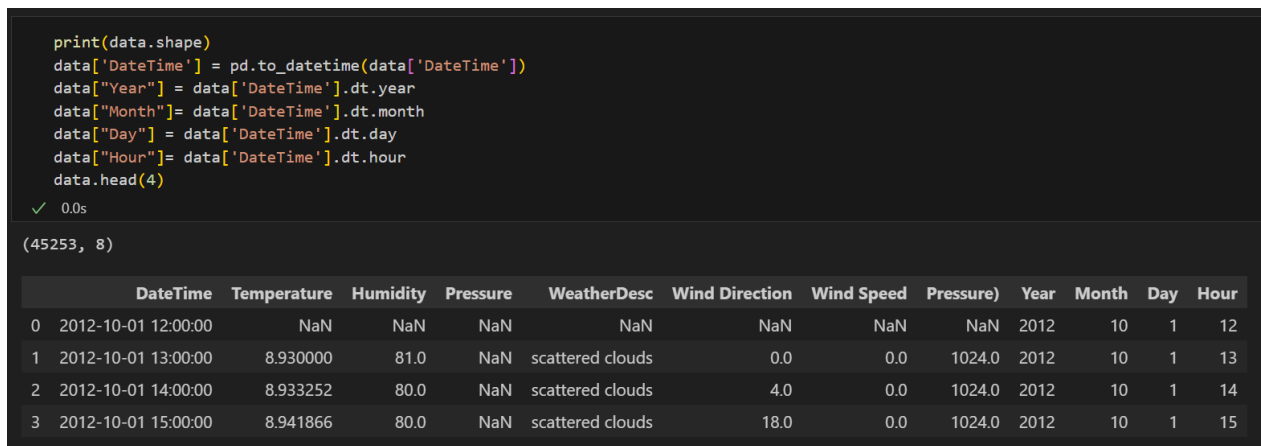 print(data.shape)
data['DateTime'] = pd.to_datetime(data['DateTime'])
data["Year"] = data['DateTime'].dt.year
data["Month"]= data['DateTime'].dt.month
data["Day"] = data['DateTime'].dt.day
data["Hour"]= data['DateTime'].dt.hour
data.head(4)
✓ 0.0s
(45253, 8)
DateTime Temperature Humidity Pressure WeatherDesc Wind Direction Wind Speed Pressure) Year Month Day Hour
0 2012-10-01 12:00:00 NaN NaN NaN NaN NaN NaN NaN 2012 10 1 12
1 2012-10-01 13:00:00 8.930000 81.0 NaN scattered clouds 0.0 0.0 1024.0 2012 10 1 13
2 2012-10-01 14:00:00 8.933252 80.0 NaN scattered clouds 4.0 0.0 1024.0 2012 10 1 14
3 2012-10-01 15:00:00 8.941866 80.0 NaN scattered clouds 18.0 0.0 1024.0 2012 10 1 15